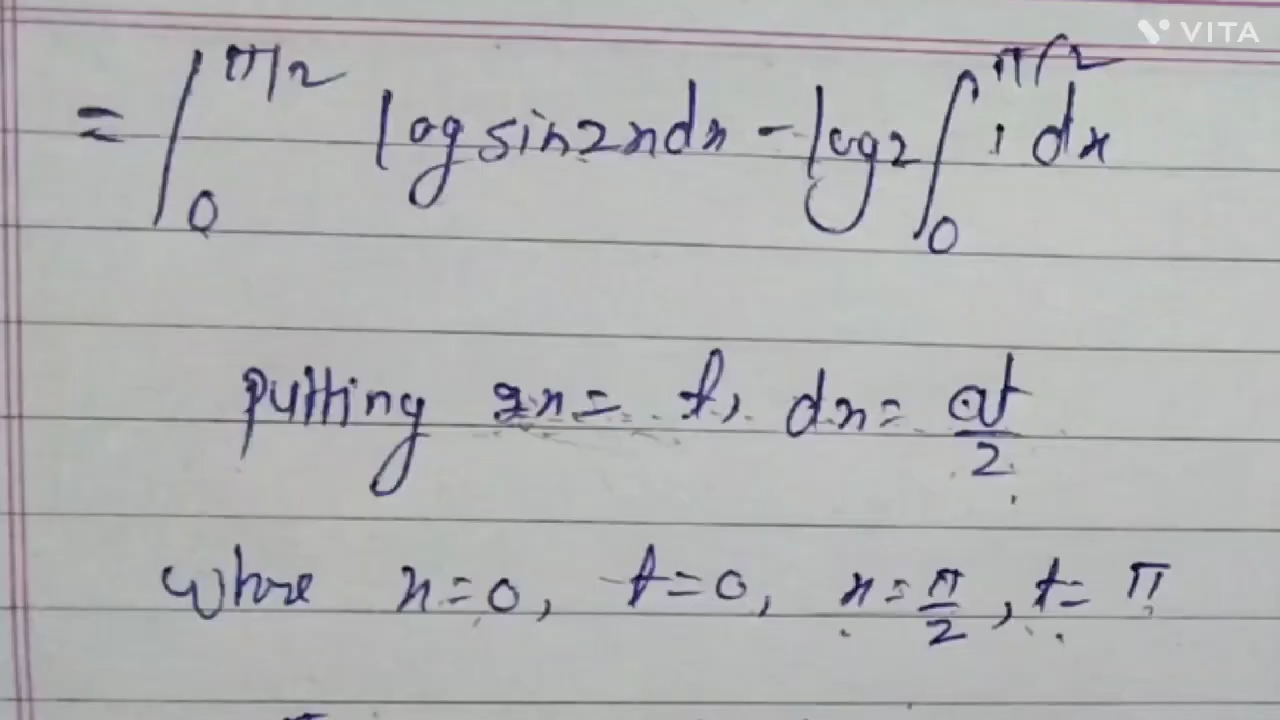 VITA
= ∫₀^π/2 log sin2x dx - log2 ∫₀^π/2 1 dx
putting 2x = t, dx = dt/2
where x=0, t=0, x=π/2, t=π